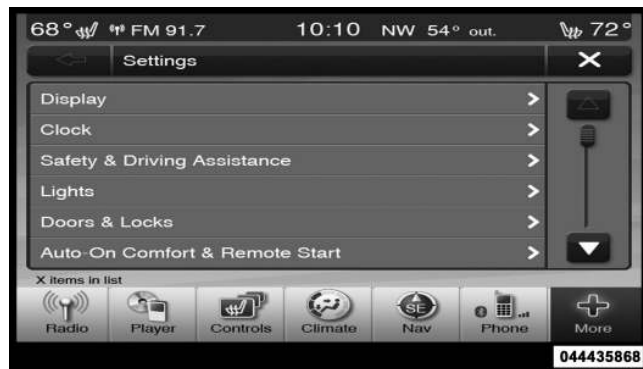 68° FM 91.7 10:10 NW 54° out. 72°
Settings
Display
Clock
Safety & Driving Assistance
Lights
Doors & Locks
Auto-On Comfort & Remote Start
X items in list
SE
Radio Player Controls Climate Nav Phone More
044435868